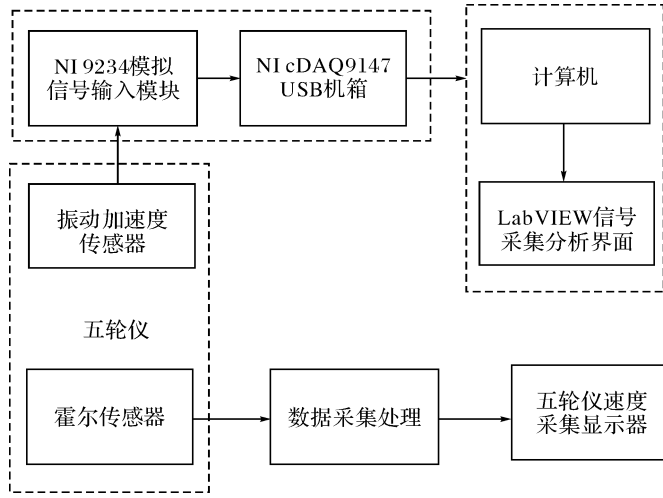 NI 9234模拟
信号输入模块
NI cDAQ9147
USB机箱
计算机
振动加速度
传感器
LabVIEW信号
采集分析界面
五轮仪
霍尔传感器
数据采集处理
五轮仪速度
采集显示器